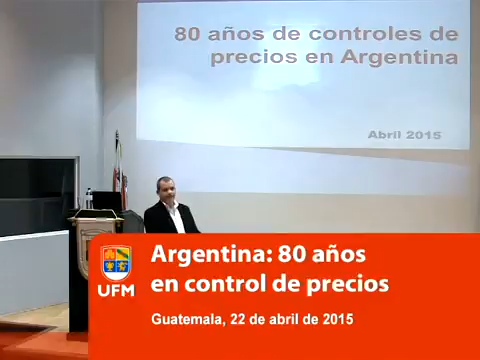 80 años de controles de
precios en Argentina
Abril 2015
Argentina: 80 años
en control de precios
UFM
Guatemala, 22 de abril de 2015